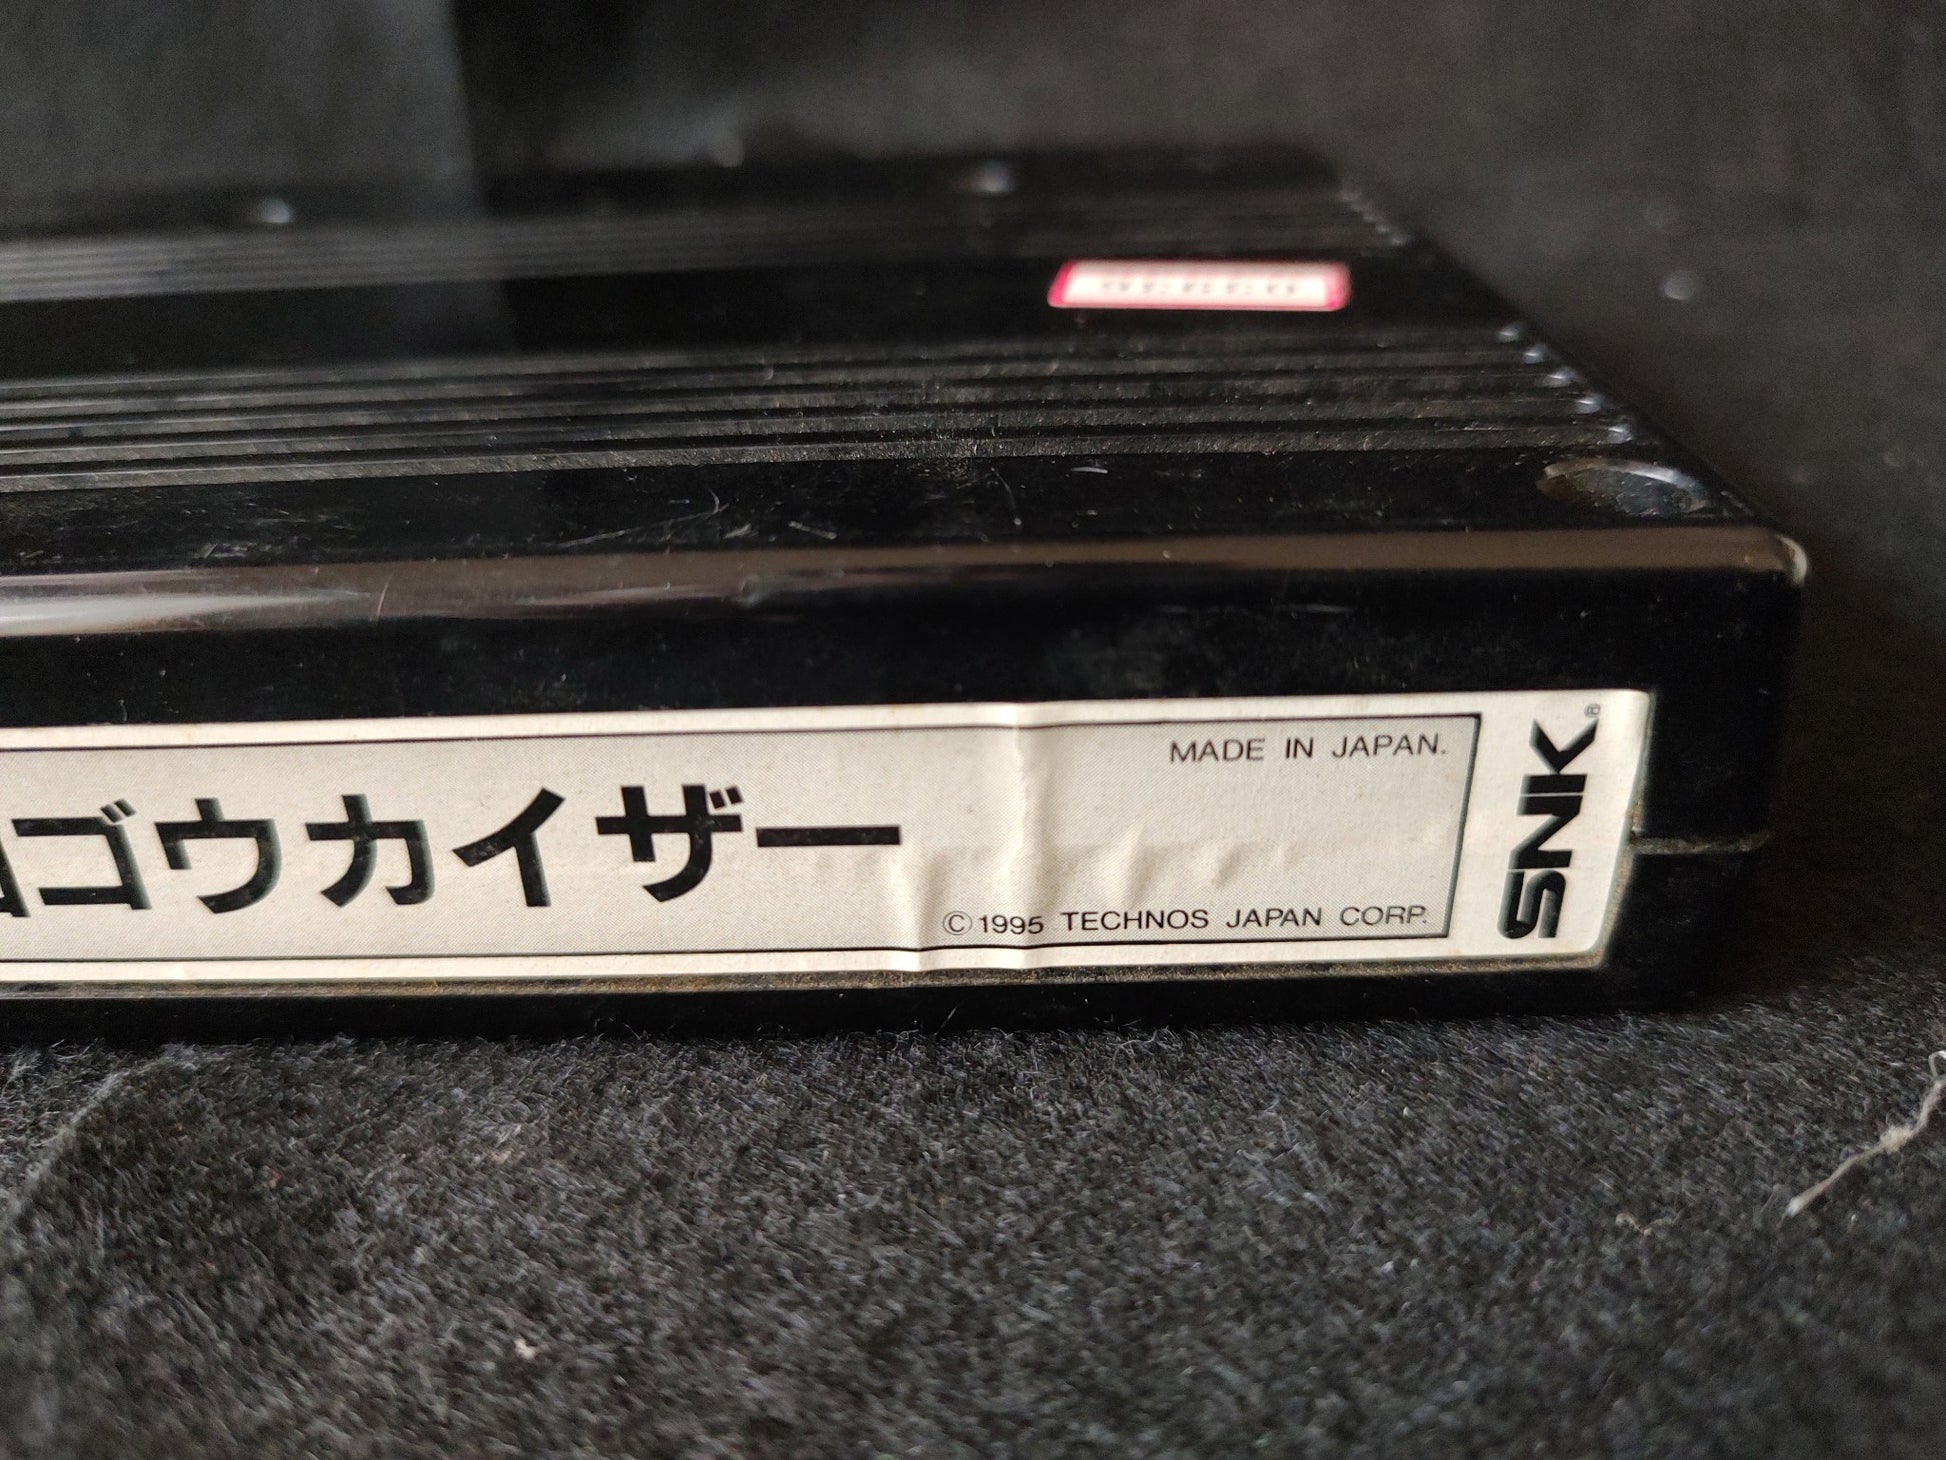 MADE IN JAPAN.
ゴウカイザー
©1995 TECHNOS JAPAN CORP.
SNK®